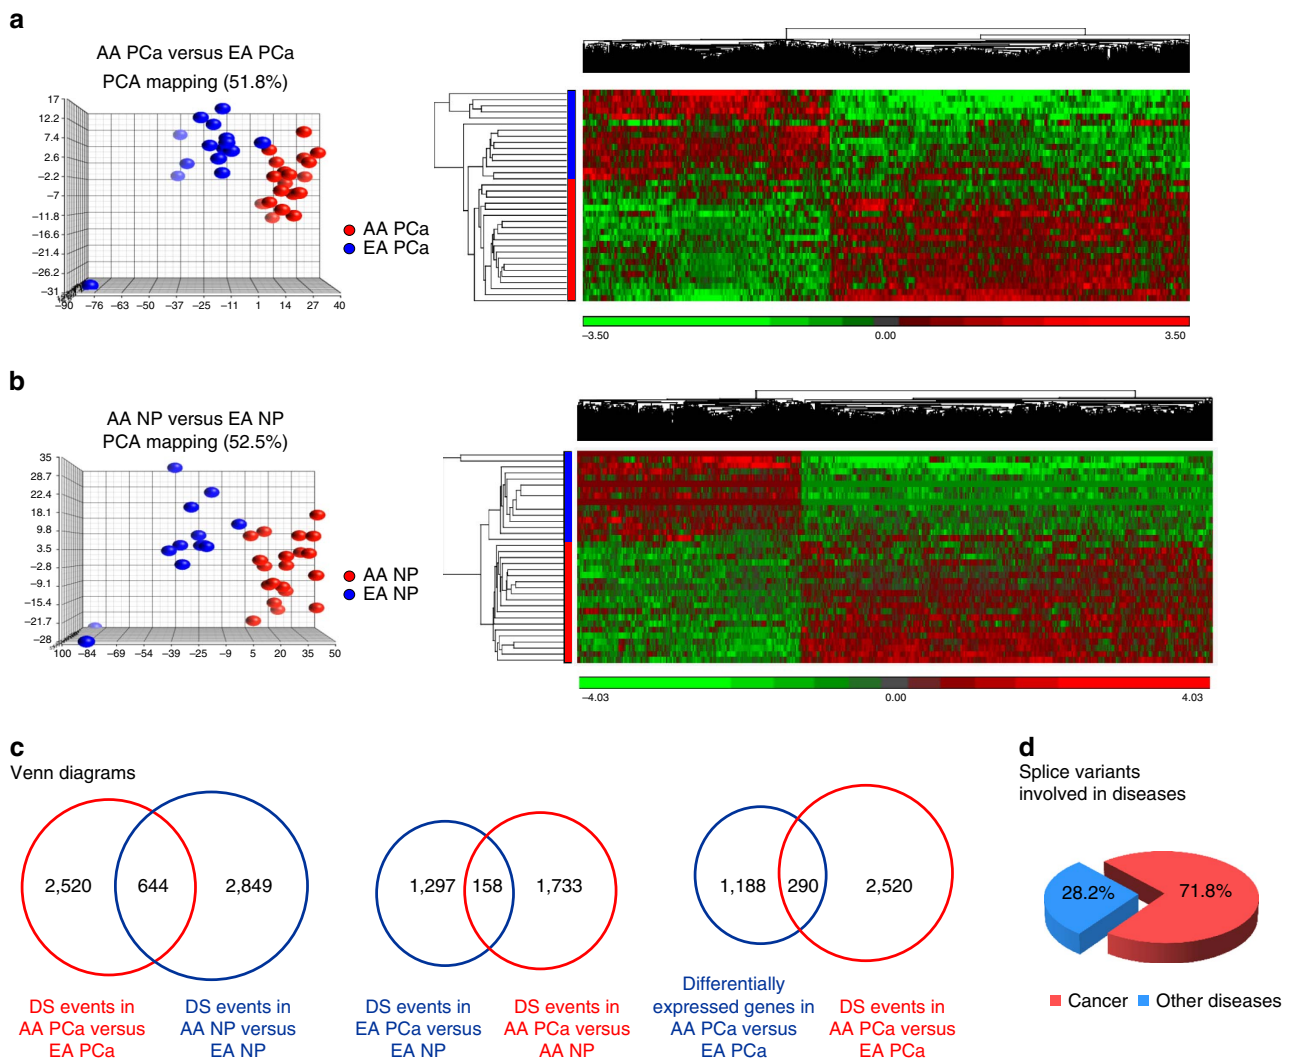 a
AA PCa versus EA PCa
PCA mapping (51.8%)
17
12.2
7.4
2.6
−2.2
−7
−11.8
−16.6
−21.4
−26.2
−31
−90 −76 −63 −50 −37 −25 −11 1 14 27 40
AA PCa
EA PCa
−3.50 0.00 3.50
b
AA NP versus EA NP
PCA mapping (52.5%)
35
28.7
22.4
18.1
9.8
3.5
−2.8
−9.1
−15.4
−21.7
−28
100 −84 −69 −54 −39 −25 −9 5 20 35 50
AA NP
EA NP
−4.03 0.00 4.03
c
Venn diagrams
2,520 644 2,849
DS events in
AA PCa versus
EA PCa
DS events in
AA NP versus
EA NP
1,297 158 1,733
DS events in
EA PCa versus
EA NP
DS events in
AA PCa versus
AA NP
1,188 290 2,520
Differentially
expressed genes in
AA PCa versus
EA PCa
DS events in
AA PCa versus
EA PCa
d
Splice variants
involved in diseases
28.2% 71.8%
Cancer Other diseases